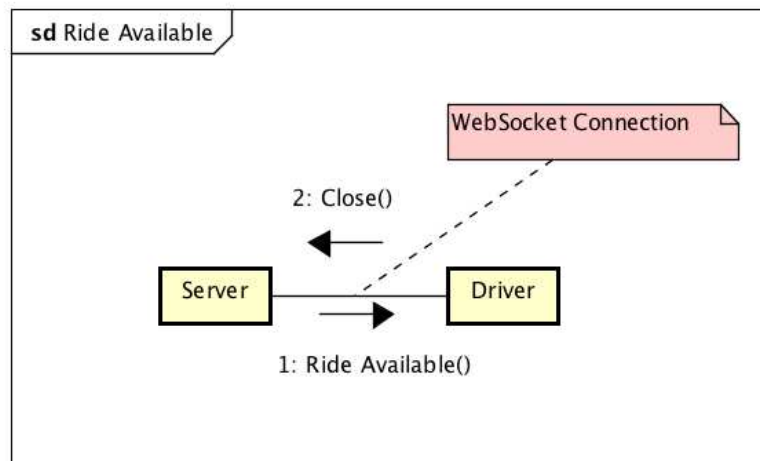 sd Ride Available
WebSocket Connection
2: Close()
Server
Driver
1: Ride Available()